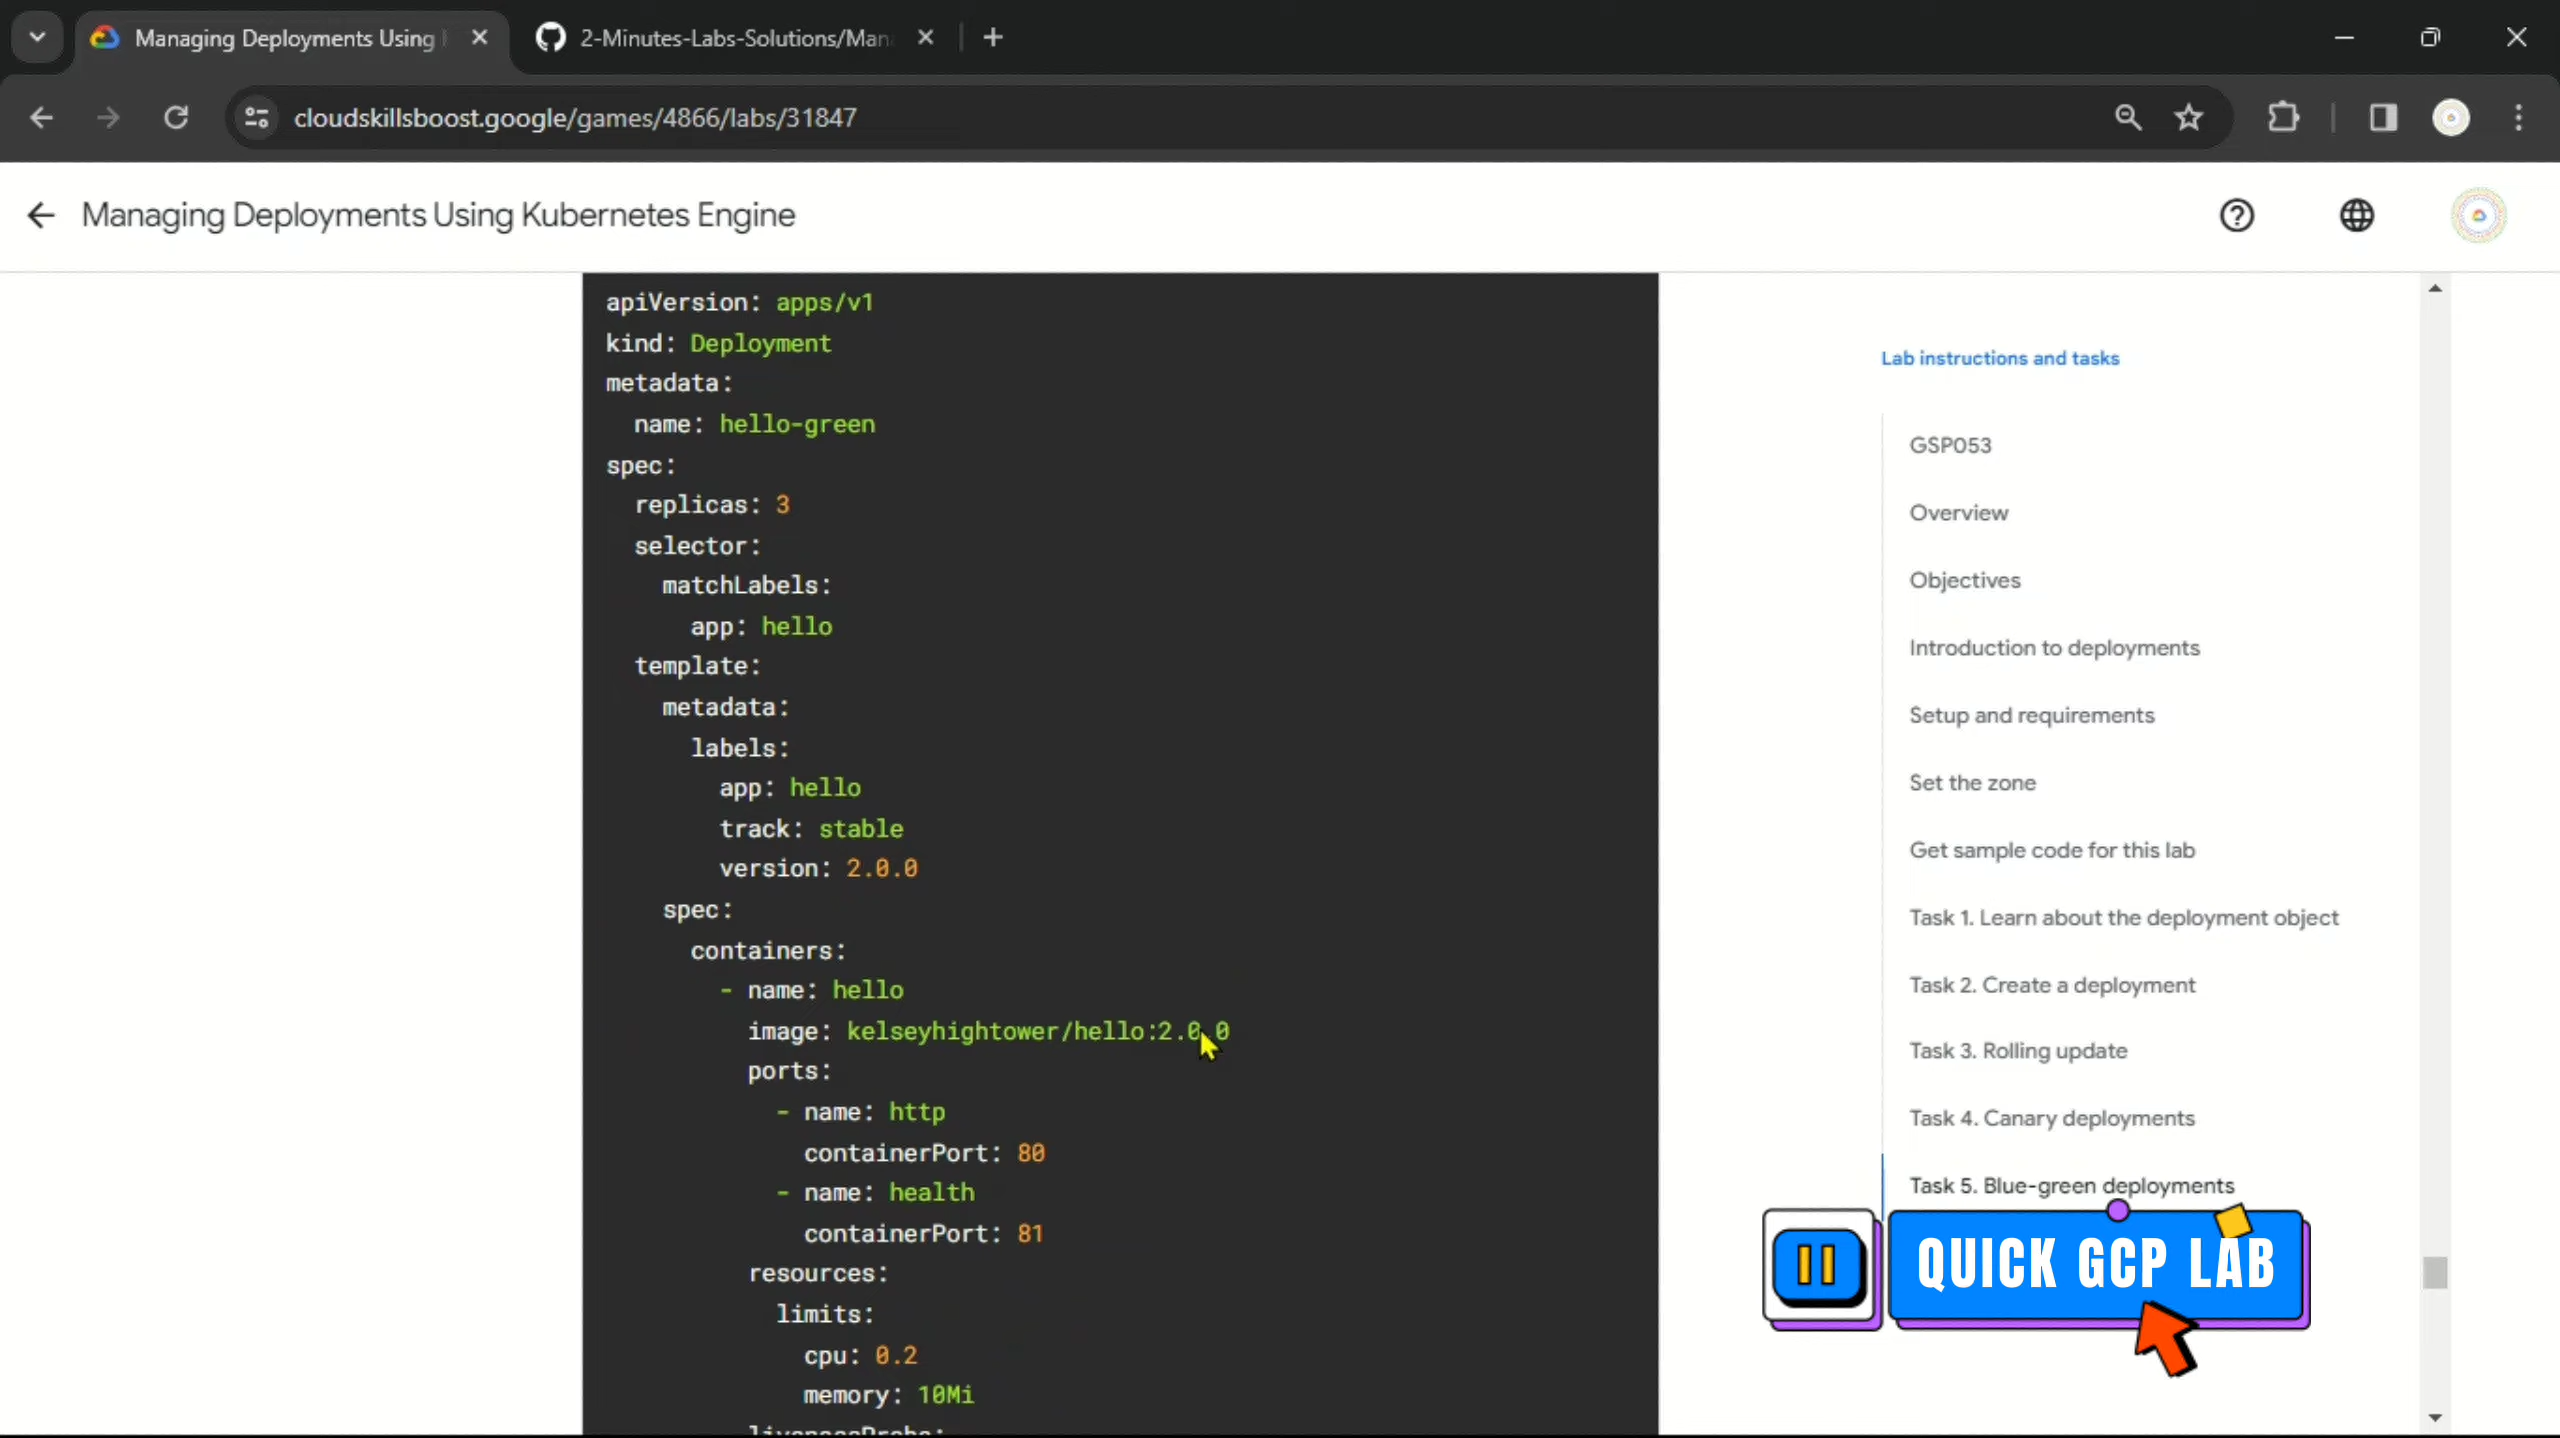 Managing Deployments Using
2-Minutes-Labs-Solutions/Man
cloudskillsboost.google/games/4866/labs/31847
Managing Deployments Using Kubernetes Engine
apiVersion: apps/v1
kind: Deployment
metadata:
name: hello-green
spec:
replicas: 3
selector:
matchLabels:
app: hello
template:
metadata:
labels:
app: hello
track: stable
version: 2.0.0
spec:
containers:
- name: hello
image: kelseyhightower/hello:2.0.0
ports:
- name: http
containerPort: 80
- name: health
containerPort: 81
resources:
limits:
cpu: 0.2
memory: 10Mi
livenessProbe:
Lab instructions and tasks
GSP053
Overview
Objectives
Introduction to deployments
Setup and requirements
Set the zone
Get sample code for this lab
Task 1. Learn about the deployment object
Task 2. Create a deployment
Task 3. Rolling update
Task 4. Canary deployments
Task 5. Blue-green deployments
QUICK GCP LAB